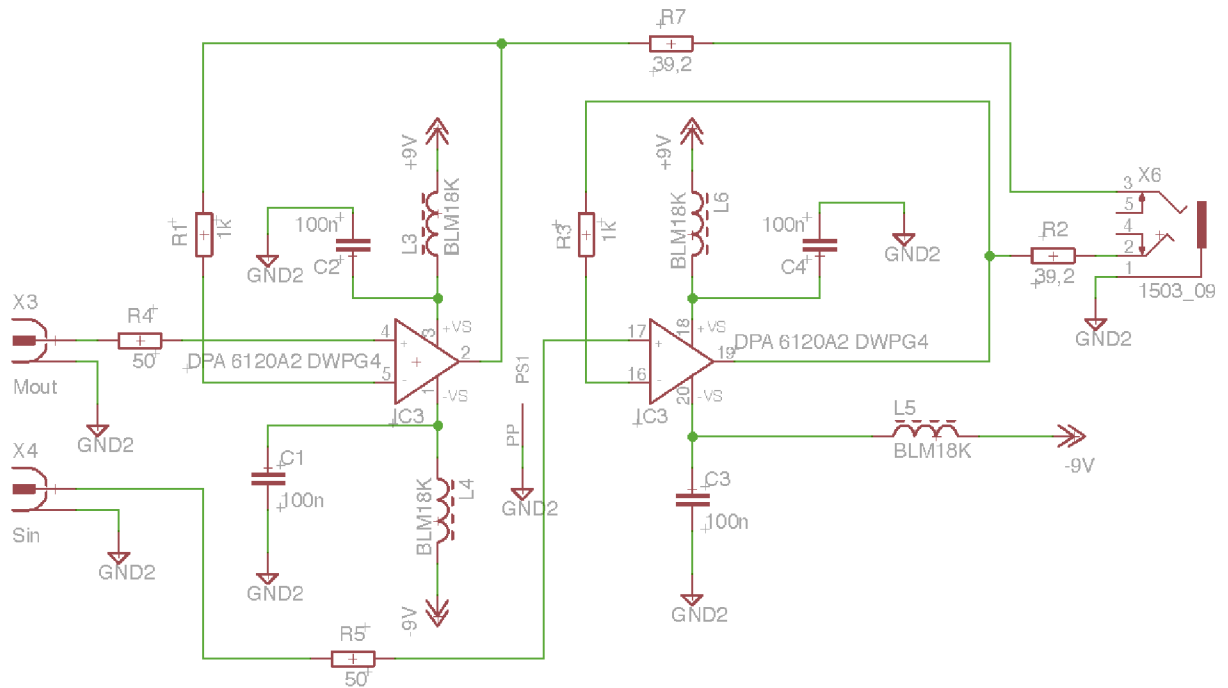 R7
39,2
+9V
BLM18K
L3
100n
C2
GND2
R1
1k
+9V
BLM18K
L6
100n
C4
GND2
R3
1k
X6
3
5
4
2
1
1503_09
R2
39,2
GND2
X3
Mout
R4
50
GND2
DPA 6120A2 DWPG4
4
5
3
+VS
2
1
-VS
IC3
PS1
PP
GND2
17
16
18
+VS
19
20
-VS
DPA 6120A2 DWPG4
IC3
L5
BLM18K
-9V
X4
Sin
GND2
C1
100n
GND2
L4
BLM18K
-9V
C3
100n
GND2
R5
50